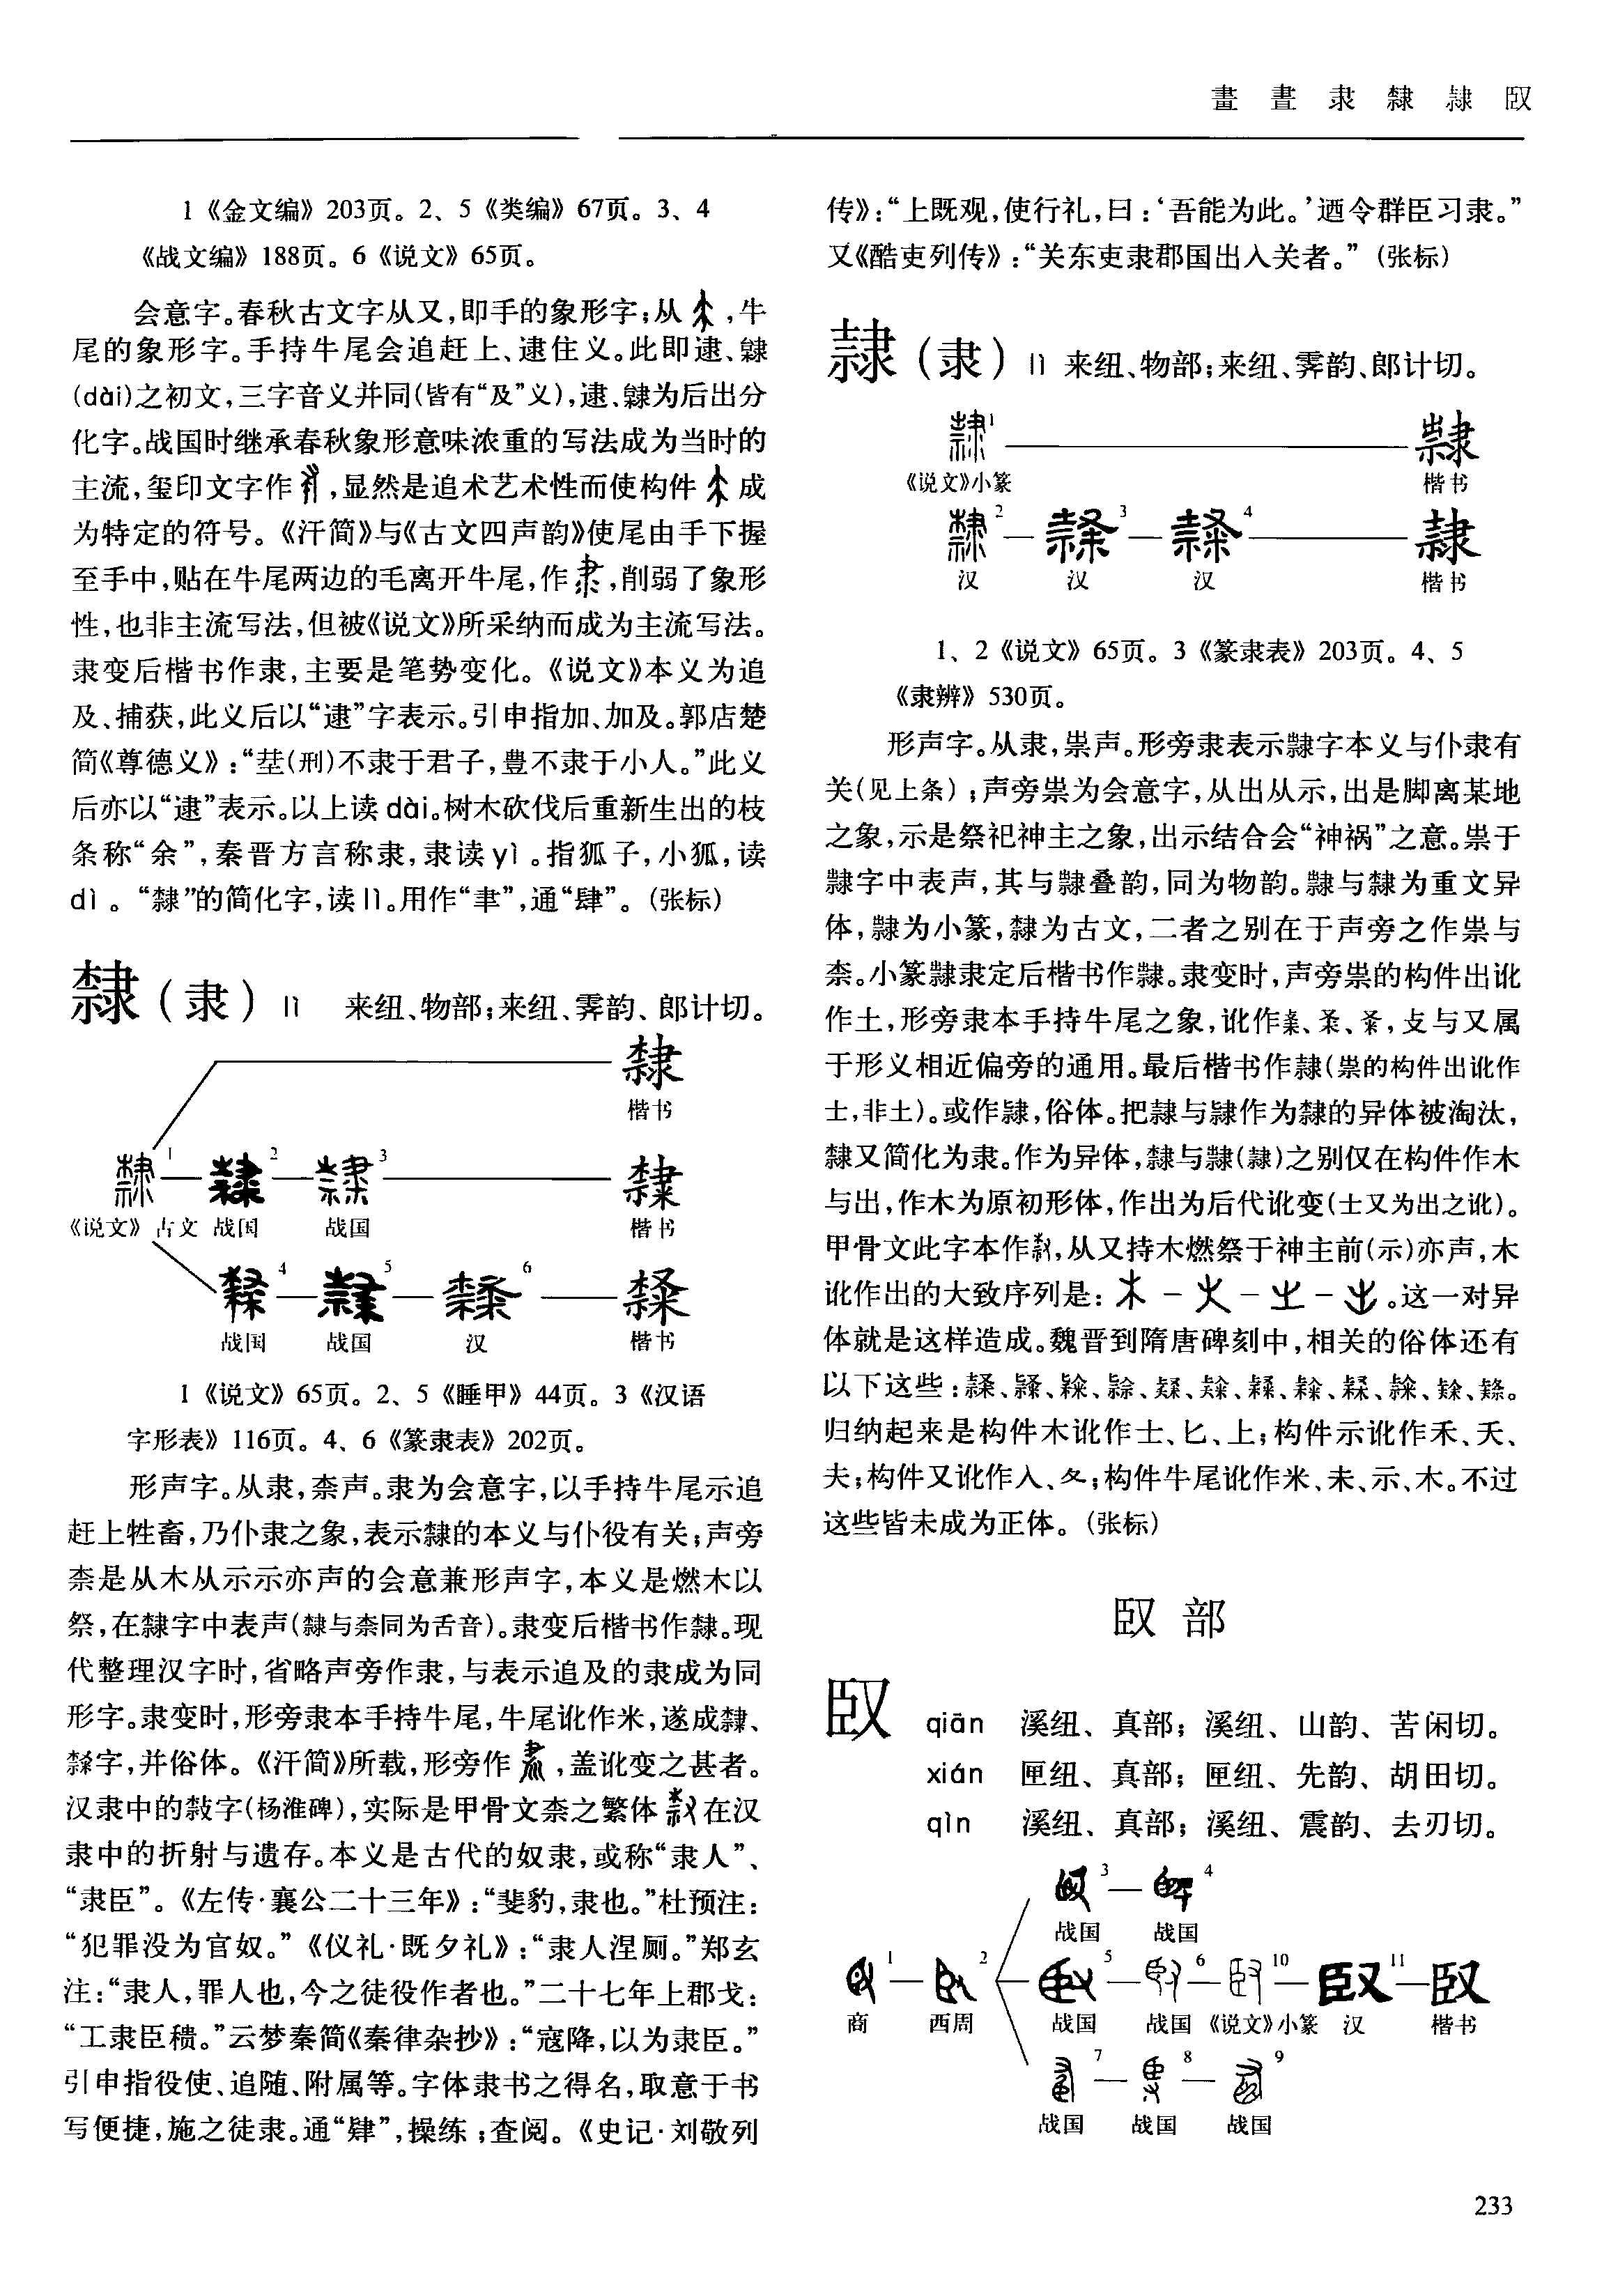 畫 晝 隶 隸 隷 臤
1《金文编》203页。2、5《类编》67页。3、4
《战文编》188页。6《说文》65页。
会意字。春秋古文字从又,即手的象形字;从 ,牛
尾的象形字。手持牛尾会追赶上、逮住义。此即逮、隸
(dài)之初文,三字音义并同(皆有“及”义),逮、隸为后出分
化字。战国时继承春秋象形意味浓重的写法成为当时的
主流,玺印文字作 ,显然是追术艺术性而使构件 成
为特定的符号。《汗简》与《古文四声韵》使尾由手下握
至手中,贴在牛尾两边的毛离开牛尾,作 ,削弱了象形
性,也非主流写法,但被《说文》所采纳而成为主流写法。
隶变后楷书作隶,主要是笔势变化。《说文》本义为追
及、捕获,此义后以“逮”字表示。引申指加、加及。郭店楚
简《尊德义》:“坓(刑)不隶于君子,豊不隶于小人。”此义
后亦以“逮”表示。以上读 dài。树木砍伐后重新生出的枝
条称“余”,秦晋方言称隶,隶读 yì 。指狐子,小狐,读
dì 。“隸”的简化字,读 lì。用作“聿”,通“肆”。(张标)
隸(隶) lì 来纽、物部;来纽、霁韵、郎计切。
隸
楷书
1 2 3
《说文》古文 战国 战国 楷书
4 5 6
战国 战国 汉 楷书
1《说文》65页。2、5《睡甲》44页。3《汉语
字形表》116页。4、6《篆隶表》202页。
形声字。从隶,柰声。隶为会意字,以手持牛尾示追
赶上牲畜,乃仆隶之象,表示隸的本义与仆役有关;声旁
柰是从木从示示亦声的会意兼形声字,本义是燃木以
祭,在隸字中表声(隸与柰同为舌音)。隶变后楷书作隸。现
代整理汉字时,省略声旁作隶,与表示追及的隶成为同
形字。隶变时,形旁隶本手持牛尾,牛尾讹作米,遂成 、
字,并俗体。《汗简》所载,形旁作 ,盖讹变之甚者。
汉隶中的敤字(杨淮碑),实际是甲骨文柰之繁体 在汉
隶中的折射与遗存。本义是古代的奴隶,或称“隶人”、
“隶臣”。《左传·襄公二十三年》:“斐豹,隶也。”杜预注:
“犯罪没为官奴。”《仪礼·既夕礼》:“隶人涅厕。”郑玄
注:“隶人,罪人也,今之徒役作者也。”二十七年上郡戈:
“工隶臣穨。”云梦秦简《秦律杂抄》:“寇降,以为隶臣。”
引申指役使、追随、附属等。字体隶书之得名,取意于书
写便捷,施之徒隶。通“肄”,操练;查阅。《史记·刘敬列
传》:“上既观,使行礼,曰:‘吾能为此。’迺令群臣习隶。”
又《酷吏列传》:“关东吏隶郡国出入关者。”(张标)
隷(隶) lì 来纽、物部;来纽、霁韵、郎计切。
1
《说文》小篆 楷书
2 3 4
汉 汉 汉 楷书
1、2《说文》65页。3《篆隶表》203页。4、5
《隶辨》530页。
形声字。从隶,祟声。形旁隶表示 字本义与仆隶有
关(见上条);声旁祟为会意字,从出从示,出是脚离某地
之象,示是祭祀神主之象,出示结合会“神祸”之意。祟于
字中表声,其与 叠韵,同为物韵。 与隸为重文异
体, 为小篆,隸为古文,二者之别在于声旁之作祟与
柰。小篆 隶定后楷书作 。隶变时,声旁祟的构件出讹
作土,形旁隶本手持牛尾之象,讹作 、 、 ,攴与又属
于形义相近偏旁的通用。最后楷书作隷(祟的构件出讹作
士,非土)。或作 ,俗体。把隷与 作为隸的异体被淘汰,
隸又简化为隶。作为异体,隸与 (隷)之别仅在构件作木
与出,作木为原初形体,作出为后代讹变(士又为出之讹)。
甲骨文此字本作 ,从又持木燃祭于神主前(示)亦声,木
讹作出的大致序列是: － － － 。这一对异
体就是这样造成。魏晋到隋唐碑刻中,相关的俗体还有
以下这些:
归纳起来是构件木讹作士、匕、上;构件示讹作禾、夭、
夫;构件又讹作入、夂;构件牛尾讹作米、未、示、木。不过
这些皆未成为正体。(张标)
臤 部
臤 qiān 溪纽、真部;溪纽、山韵、苦闲切。
xián 匣纽、真部;匣纽、先韵、胡田切。
qìn 溪纽、真部;溪纽、震韵、去刃切。
3 4
战国 战国
1 2 5 6 10 11 臤
商 西周 战国 战国 《说文》小篆 汉 楷书
7 8 9
战国 战国 战国
233